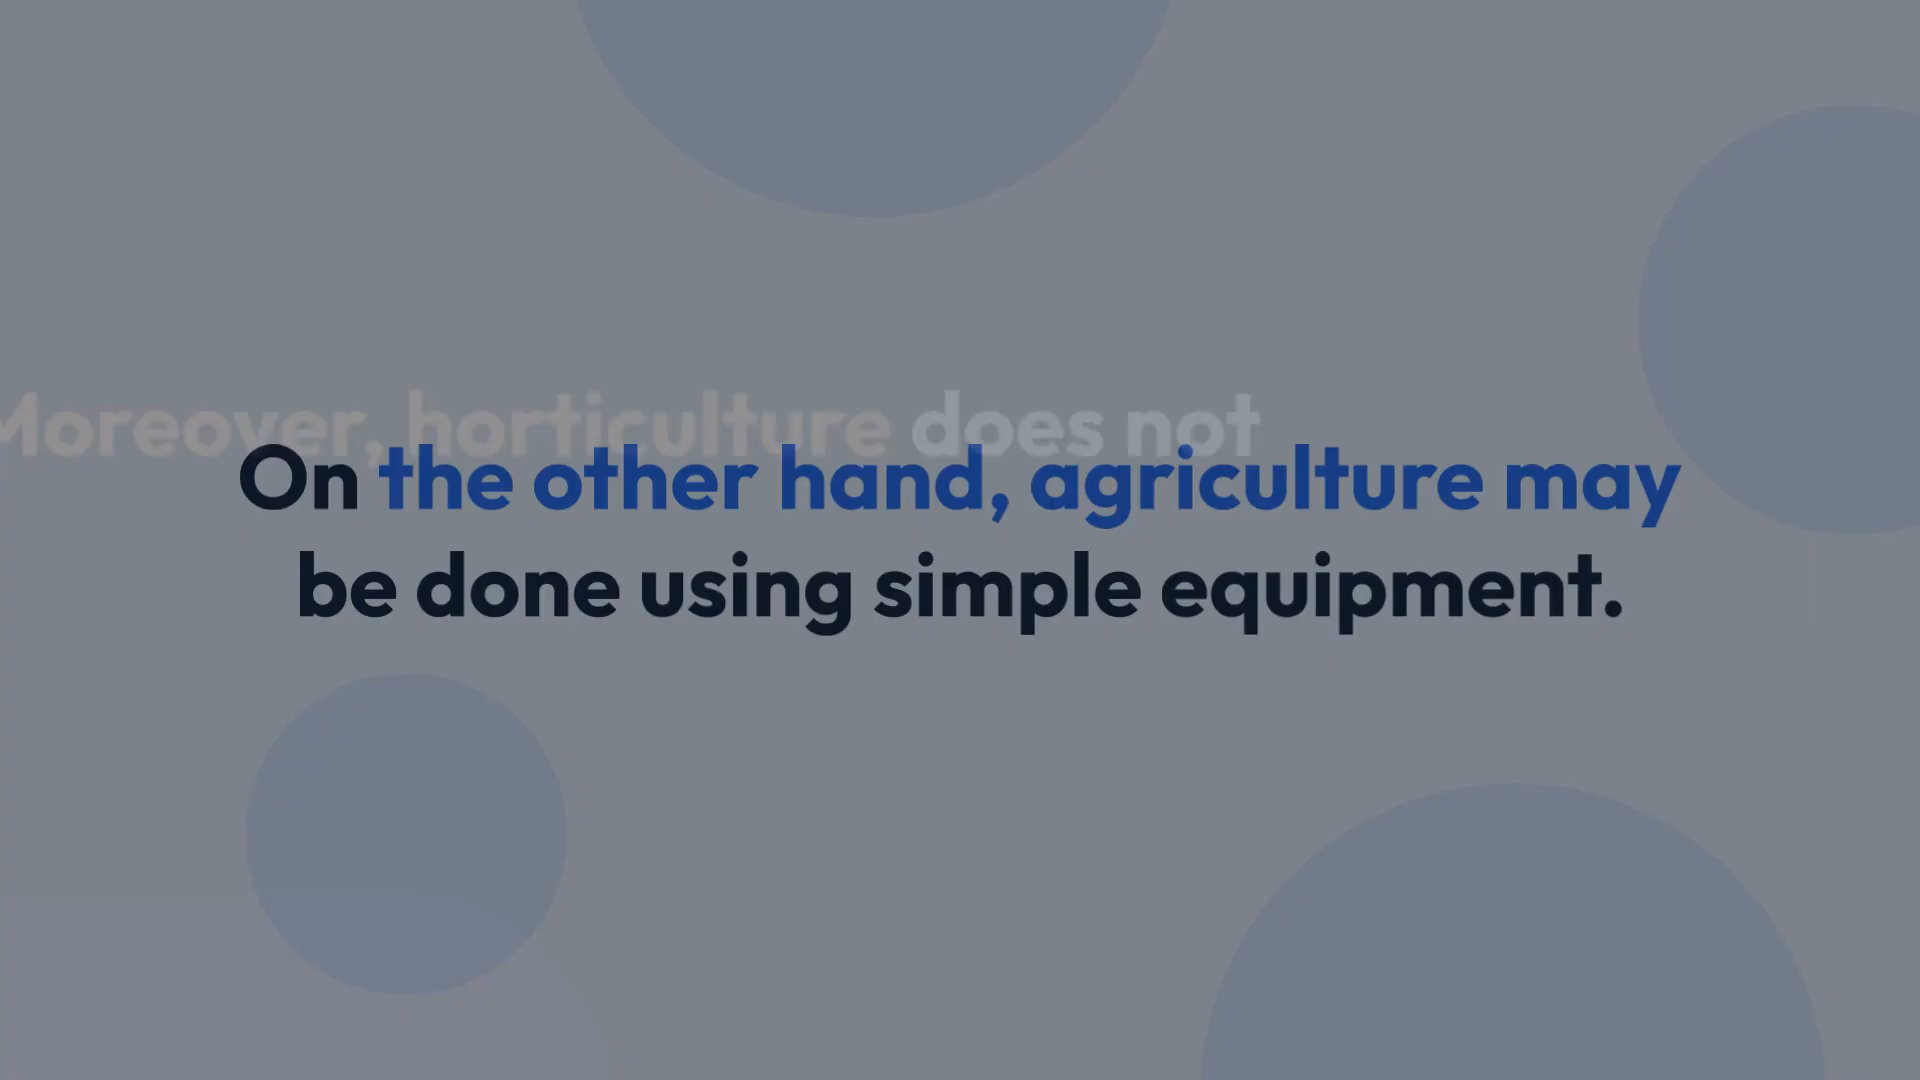 Moreover, horticulture does not
On the other hand, agriculture may
be done using simple equipment.